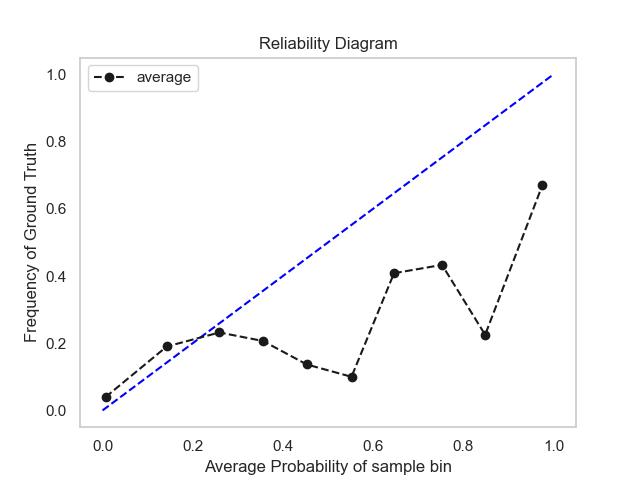 Reliability Diagram
average
Frequency of Ground Truth
1.0
0.8
0.6
0.4
0.2
0.0
0.0 0.2 0.4 0.6 0.8 1.0
Average Probability of sample bin